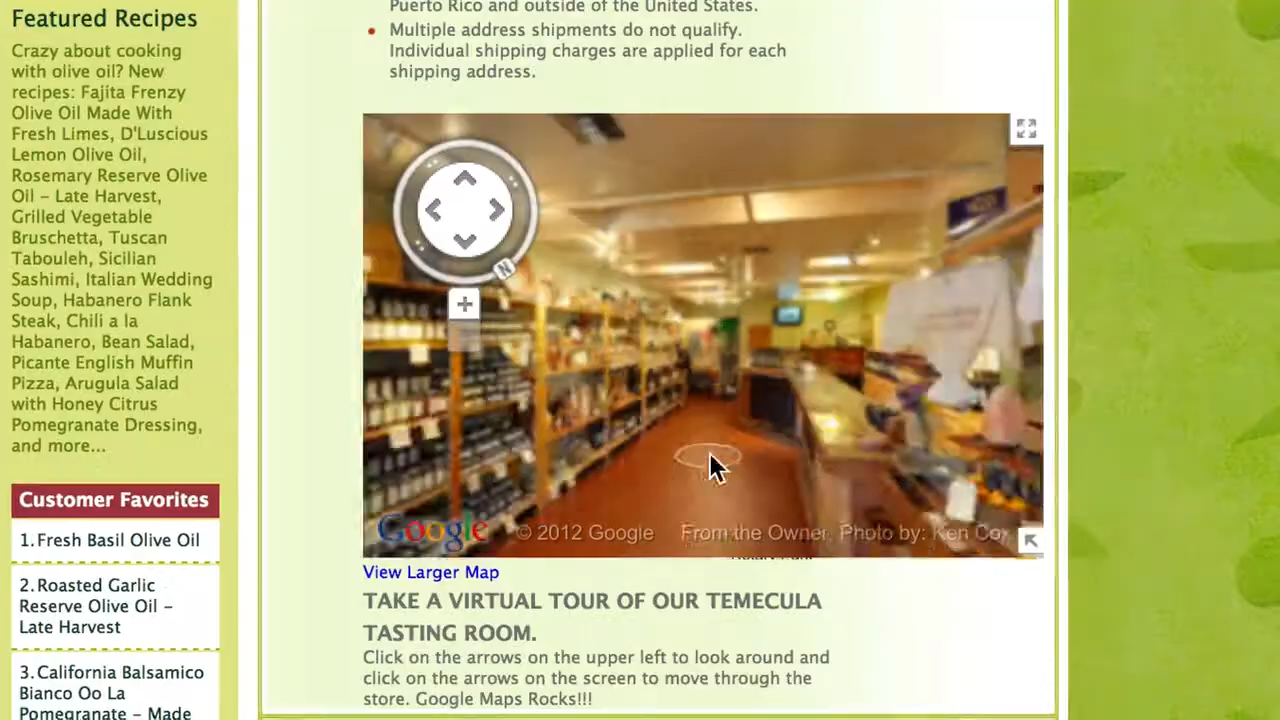 Featured Recipes
Crazy about cooking
with olive oil? New
recipes: Fajita Frenzy
Olive Oil Made With
Fresh Limes, D'Luscious
Lemon Olive Oil,
Rosemary Reserve Olive
Oil – Late Harvest,
Grilled Vegetable
Bruschetta, Tuscan
Tabouleh, Sicilian
Sashimi, Italian Wedding
Soup, Habanero Flank
Steak, Chili a la
Habanero, Bean Salad,
Picante English Muffin
Pizza, Arugula Salad
with Honey Citrus
Pomegranate Dressing,
and more...
Customer Favorites
1. Fresh Basil Olive Oil
2. Roasted Garlic
Reserve Olive Oil –
Late Harvest
3. California Balsamico
Bianco Oo La
Pomegranate – Made
Puerto Rico and outside of the United States.
• Multiple address shipments do not qualify.
Individual shipping charges are applied for each
shipping address.
N
Google © 2012 Google From the Owner, Photo by: Ken
View Larger Map
TAKE A VIRTUAL TOUR OF OUR TEMECULA
TASTING ROOM.
Click on the arrows on the upper left to look around and
click on the arrows on the screen to move through the
store. Google Maps Rocks!!!